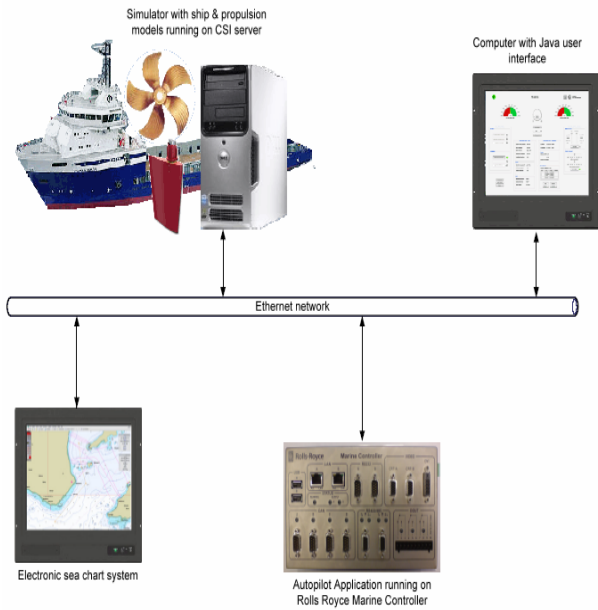 Simulator with ship & propulsion
models running on CSI server
Computer with Java user
interface
Ethernet network
Rolls-Royce Marine Controller
Electronic sea chart system
Autopilot Application running on
Rolls Royce Marine Controller